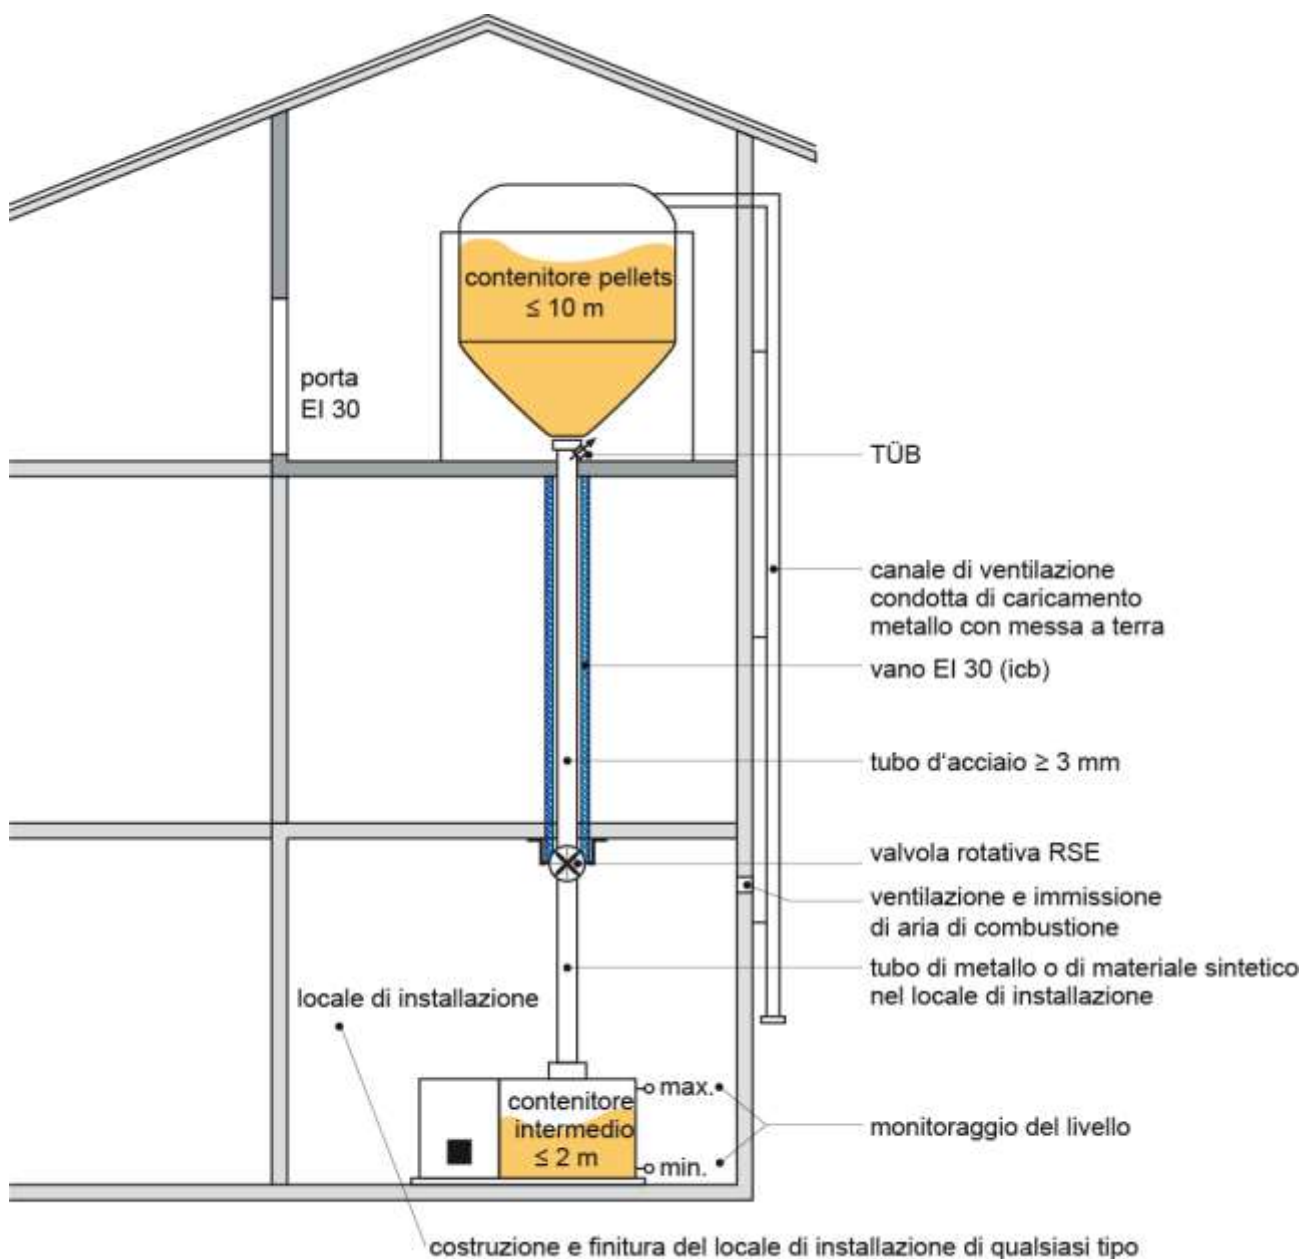 contenitore pellets
≤ 10 m
porta
EI 30
TÜB
canale di ventilazione
condotta di caricamento
metallo con messa a terra
vano EI 30 (icb)
tubo d'acciaio ≥ 3 mm
valvola rotativa RSE
ventilazione e immissione
di aria di combustione
tubo di metallo o di materiale sintetico
nel locale di installazione
locale di installazione
contenitore
intermedio
≤ 2 m
max.
min.
monitoraggio del livello
costruzione e finitura del locale di installazione di qualsiasi tipo